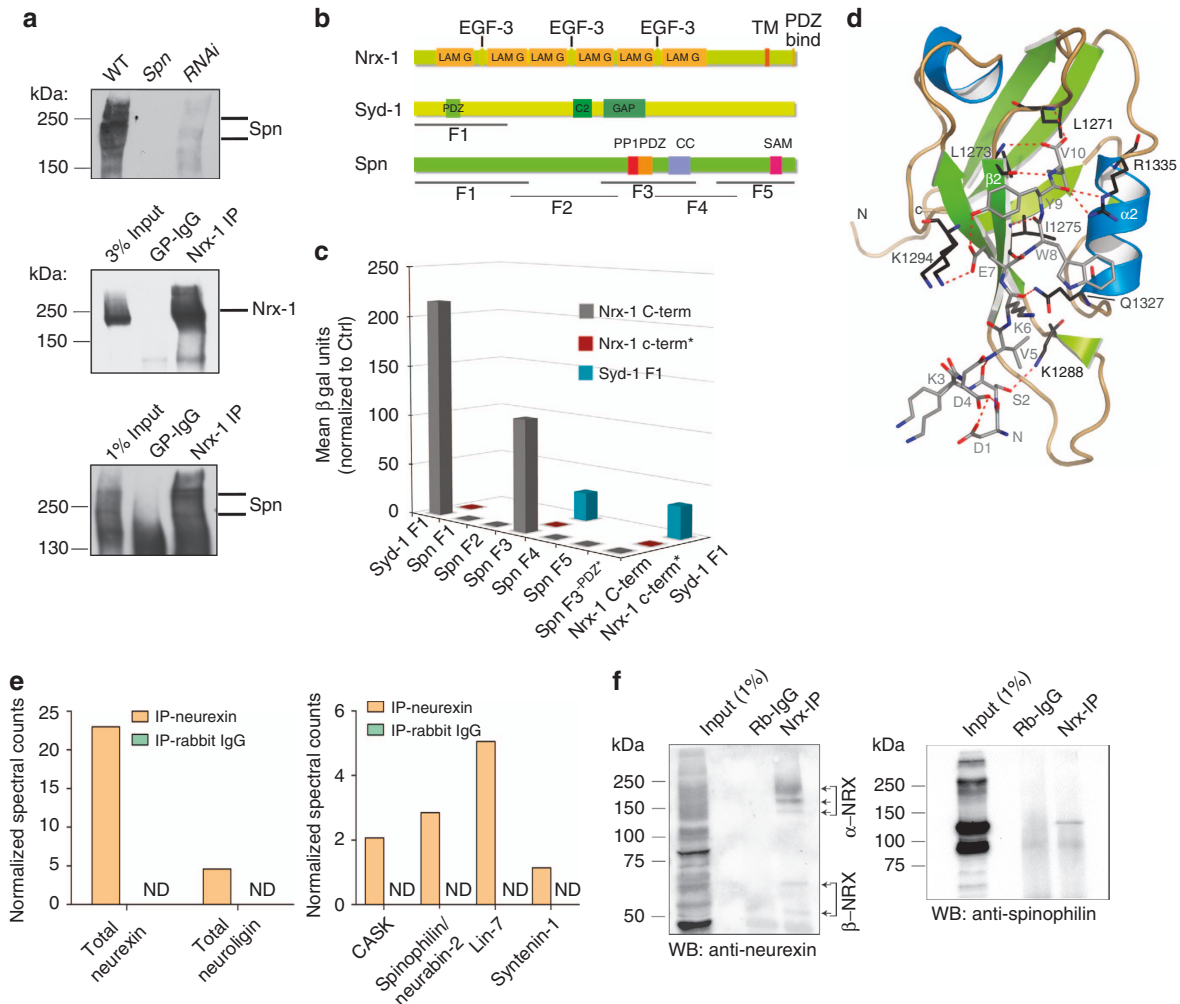 a
WT
Spn
RNAi
kDa:
250
150
Spn
3% Input
GP-IgG
Nrx-1 IP
kDa:
250
150
Nrx-1
1% Input
GP-IgG
Nrx-1 IP
250
130
Spn
b
EGF-3 EGF-3 EGF-3 TM PDZ bind
Nrx-1
LAM G LAM G LAM G LAM G LAM G LAM G
Syd-1
PDZ C2 GAP
F1
PP1PDZ CC SAM
Spn
F1 F3 F5
F2 F4
c
250
200
150
100
50
0
Mean β gal units
(normalized to Ctrl)
Nrx-1 C-term
Nrx-1 c-term*
Syd-1 F1
Syd-1 F1
Spn F1
Spn F2
Spn F3
Spn F4
Spn F5
Spn F3-PDZ*
Nrx-1 C-term
Nrx-1 c-term*
Syd-1 F1
d
L1271
L1273
V10
R1335
β2
Y9
α2
N
c
I1275
K1294
W8
E7
Q1327
K6
V5
K1288
K3
D4
S2
D1
N
e
Normalized spectral counts
25
20
15
10
5
0
IP-neurexin
IP-rabbit IgG
ND
ND
Total neurexin
Total neuroligin
Normalized spectral counts
6
4
2
0
IP-neurexin
IP-rabbit IgG
ND
ND
ND
ND
CASK
Spinophilin/
neurabin-2
Lin-7
Syntenin-1
f
Input (1%)
Rb-IgG
Nrx-IP
kDa
250
150
100
75
50
α–NRX
β–NRX
WB: anti-neurexin
Input (1%)
Rb-IgG
Nrx-IP
kDa
250
150
100
75
WB: anti-spinophilin